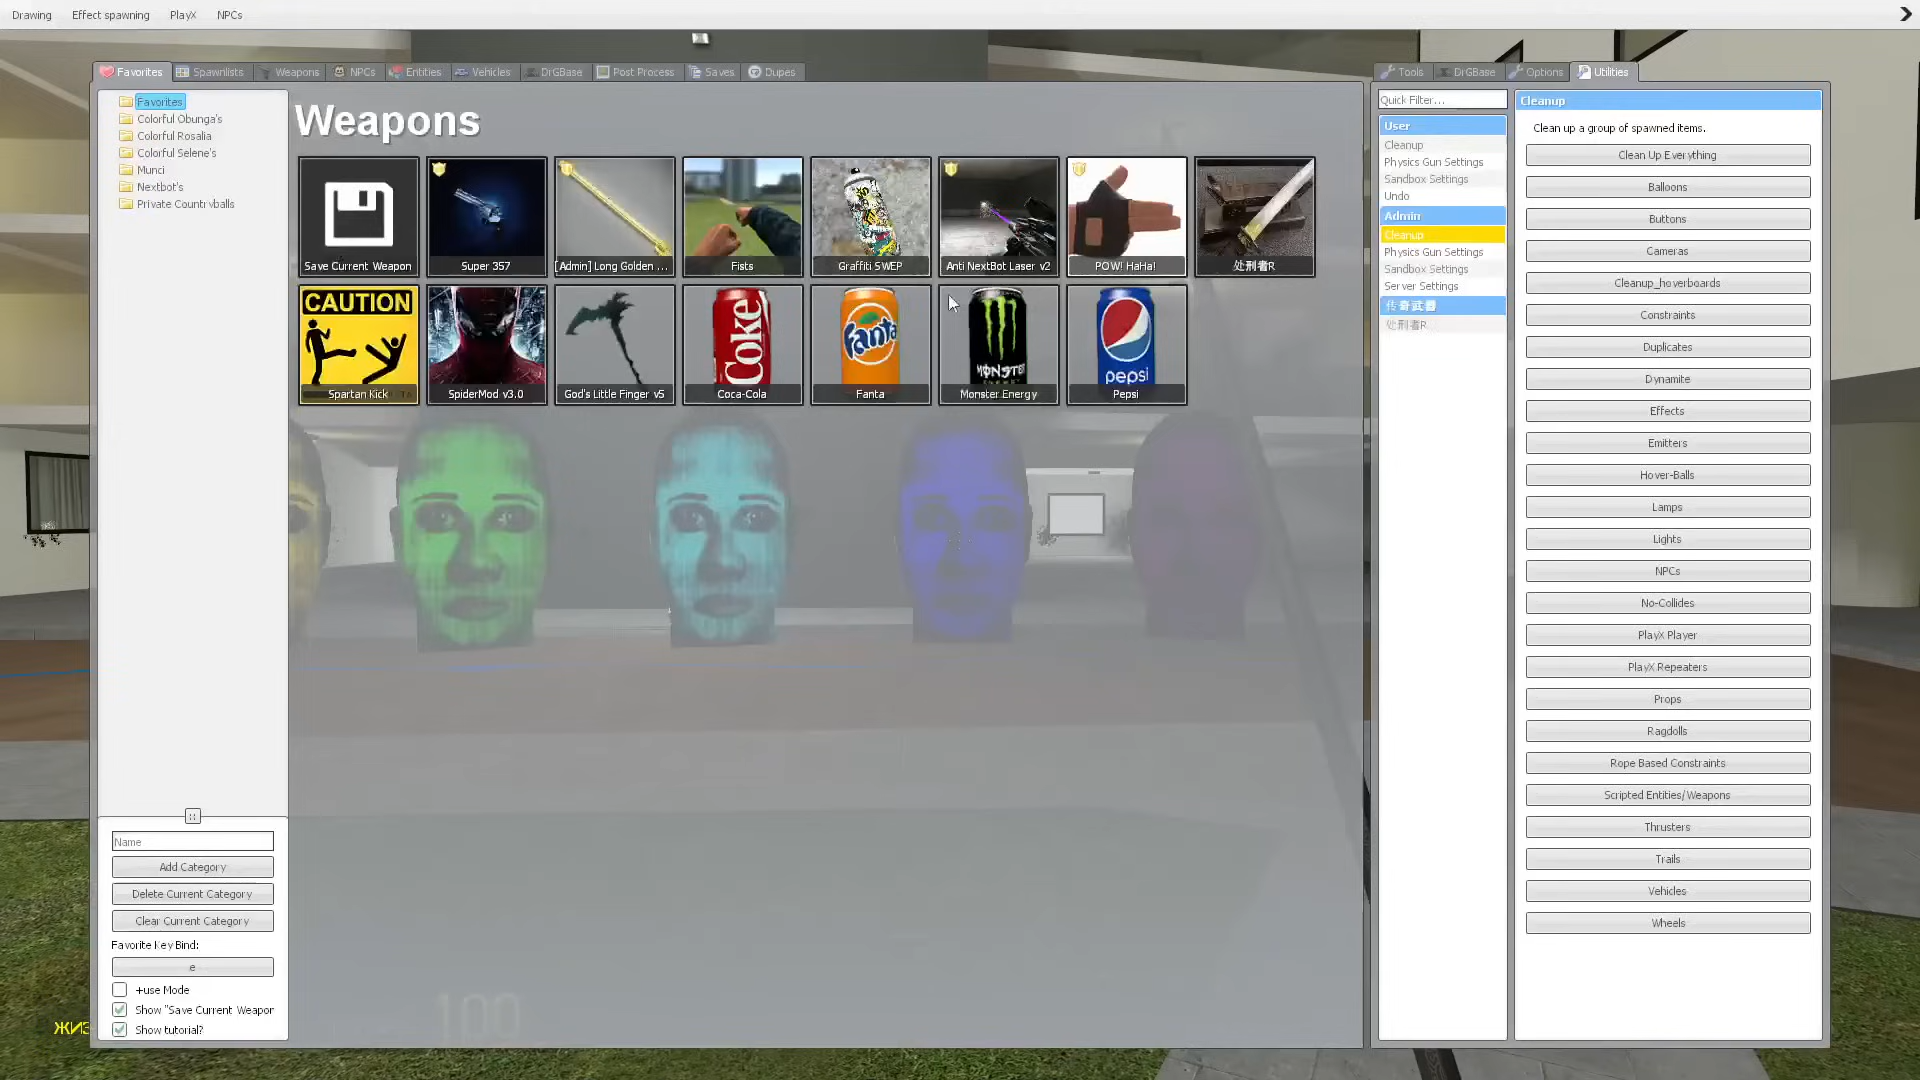 Drawing Effect spawning PlayX NPCs
Favorites Spawnlists Weapons NPCs Entities Vehicles DrGBase Post Process Saves Dupes
Favorites
Colorful Obunga's
Colorful Rosalia
Colorful Selene's
Munci
Nextbot's
Private Countryballs
Name
Add Category
Delete Current Category
Clear Current Category
Favorite Key Bind:
e
+use Mode
Show "Save Current Weapon
Show tutorial?
ЖИЗ
Weapons
Save Current Weapon
Super 357
[Admin] Long Golden ...
Fists
Graffiti SWEP
Anti NextBot Laser v2
POW! HaHa!
处刑者R
CAUTION
Spartan Kick
SpiderMod v3.0
God's Little Finger v5
Coke
Coca-Cola
Fanta
Fanta
MONSTER
Monster Energy
pepsi
Pepsi
100
Tools DrGBase Options Utilities
Quick Filter...
User
Cleanup
Physics Gun Settings
Sandbox Settings
Undo
Admin
Cleanup
Physics Gun Settings
Sandbox Settings
Server Settings
传奇武器
处刑者R
Cleanup
Clean up a group of spawned items.
Clean Up Everything
Balloons
Buttons
Cameras
Cleanup_hoverboards
Constraints
Duplicates
Dynamite
Effects
Emitters
Hover-Balls
Lamps
Lights
NPCs
No-Collides
PlayX Player
PlayX Repeaters
Props
Ragdolls
Rope Based Constraints
Scripted Entities/Weapons
Thrusters
Trails
Vehicles
Wheels